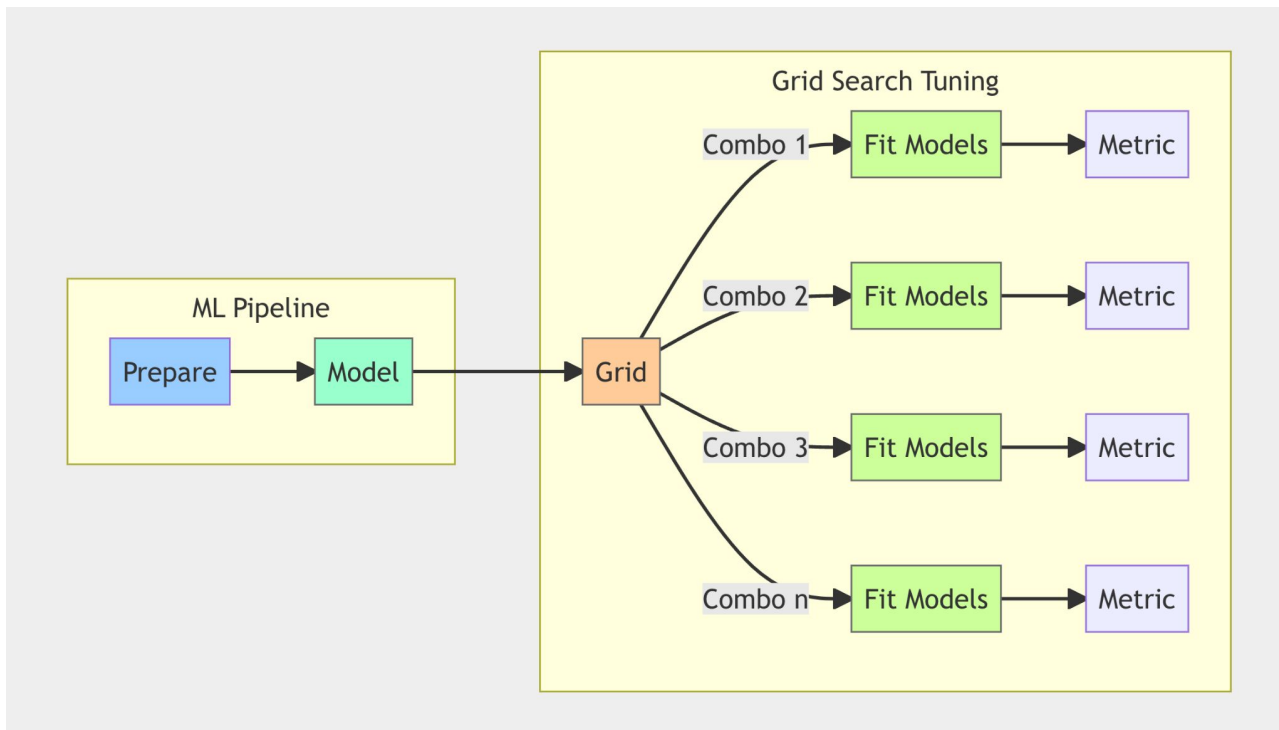 ML Pipeline
Prepare
Model
Grid Search Tuning
Grid
Combo 1
Fit Models
Metric
Combo 2
Fit Models
Metric
Combo 3
Fit Models
Metric
Combo n
Fit Models
Metric